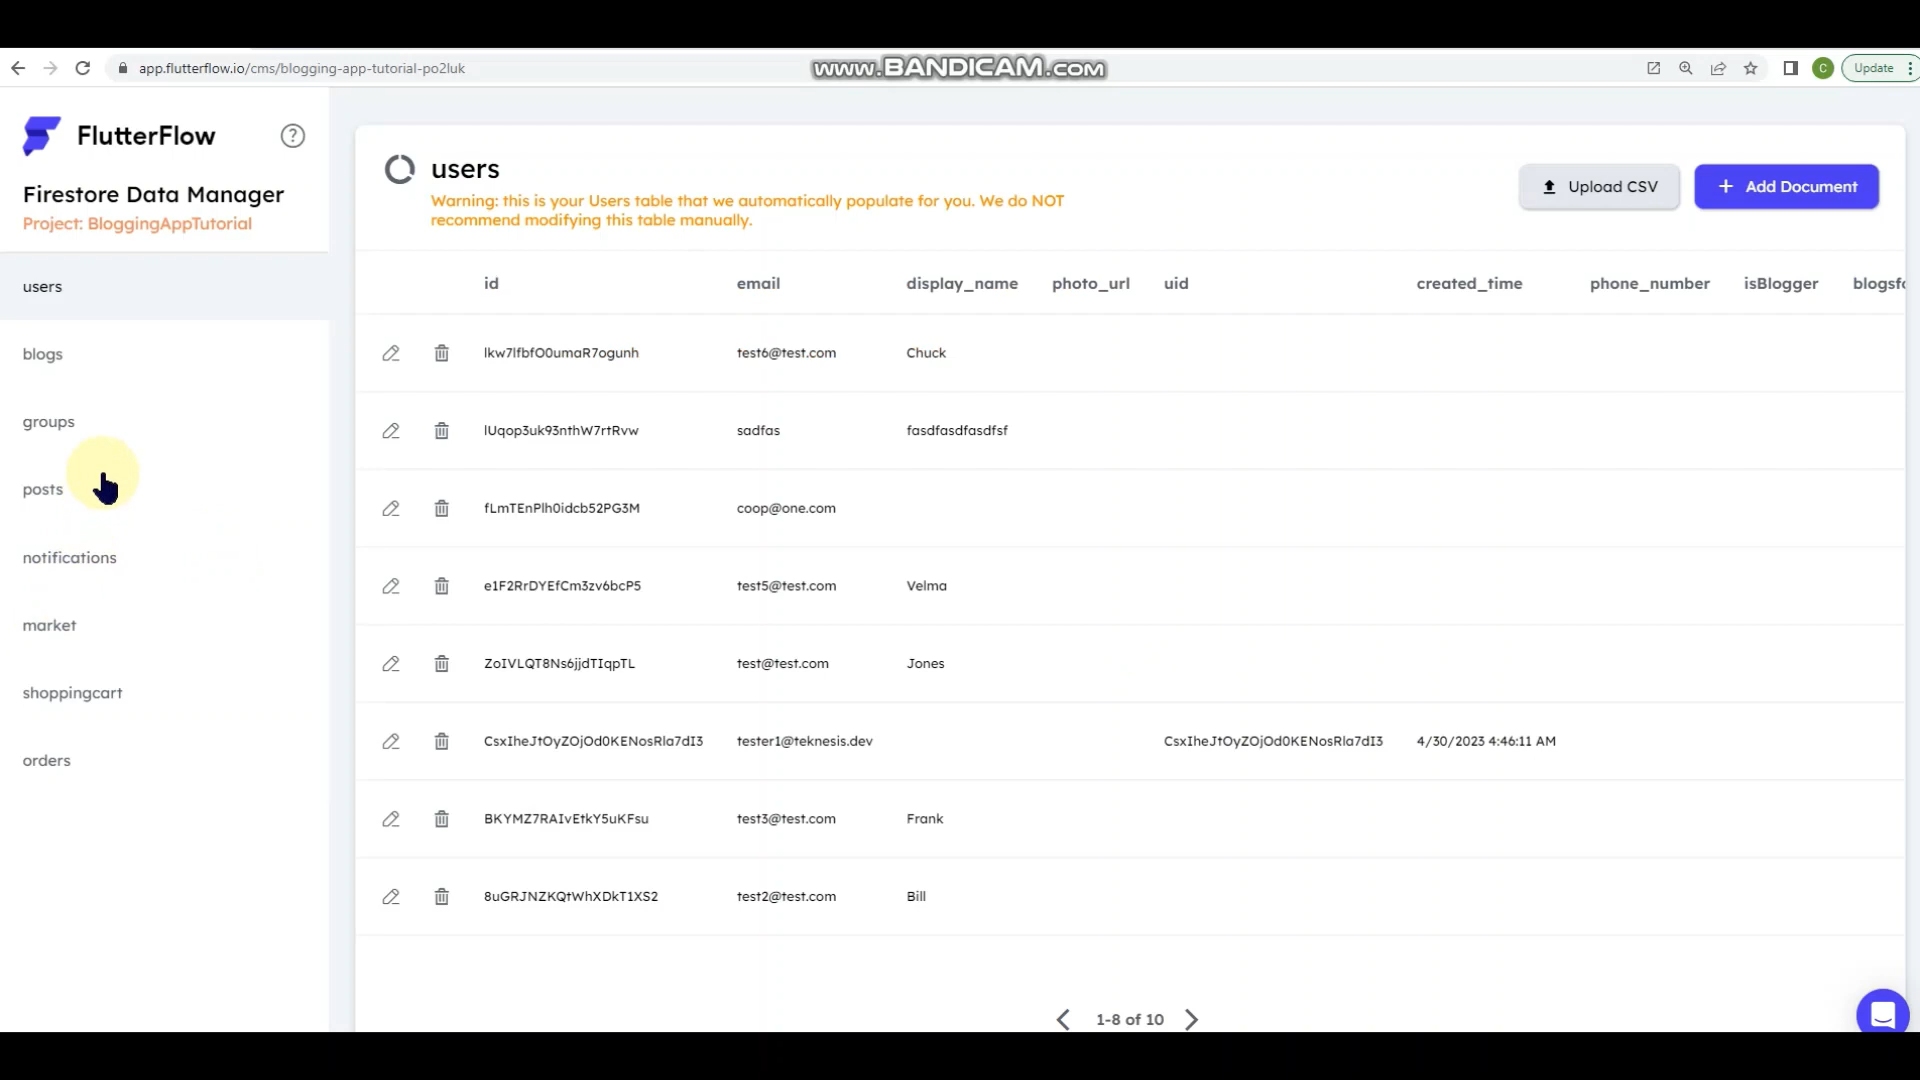 app.flutterflow.io/cms/blogging-app-tutorial-po2luk
www.BANDICAM.com
C
Update
FlutterFlow
?
Firestore Data Manager
Project: BloggingAppTutorial
users
blogs
groups
posts
notifications
market
shoppingcart
orders
users
Warning: this is your Users table that we automatically populate for you. We do NOT
recommend modifying this table manually.
Upload CSV
+ Add Document
id email display_name photo_url uid created_time phone_number isBlogger blogsfo
lkw7lfbfO0umaR7ogunh test6@test.com Chuck
lUqop3uk93nthW7rtRvw sadfas fasdfasdfasdfsf
fLmTEnPlh0idcb52PG3M coop@one.com
e1F2RrDYEfCm3zv6bcP5 test5@test.com Velma
ZoIVLQT8Ns6jjdTIqpTL test@test.com Jones
CsxIheJtOyZOjOd0KENosRla7dI3 tester1@teknesis.dev CsxIheJtOyZOjOd0KENosRla7dI3 4/30/2023 4:46:11 AM
BKYMZ7RAIvEtkY5uKFsu test3@test.com Frank
8uGRJNZKQtWhXDkT1XS2 test2@test.com Bill
1-8 of 10